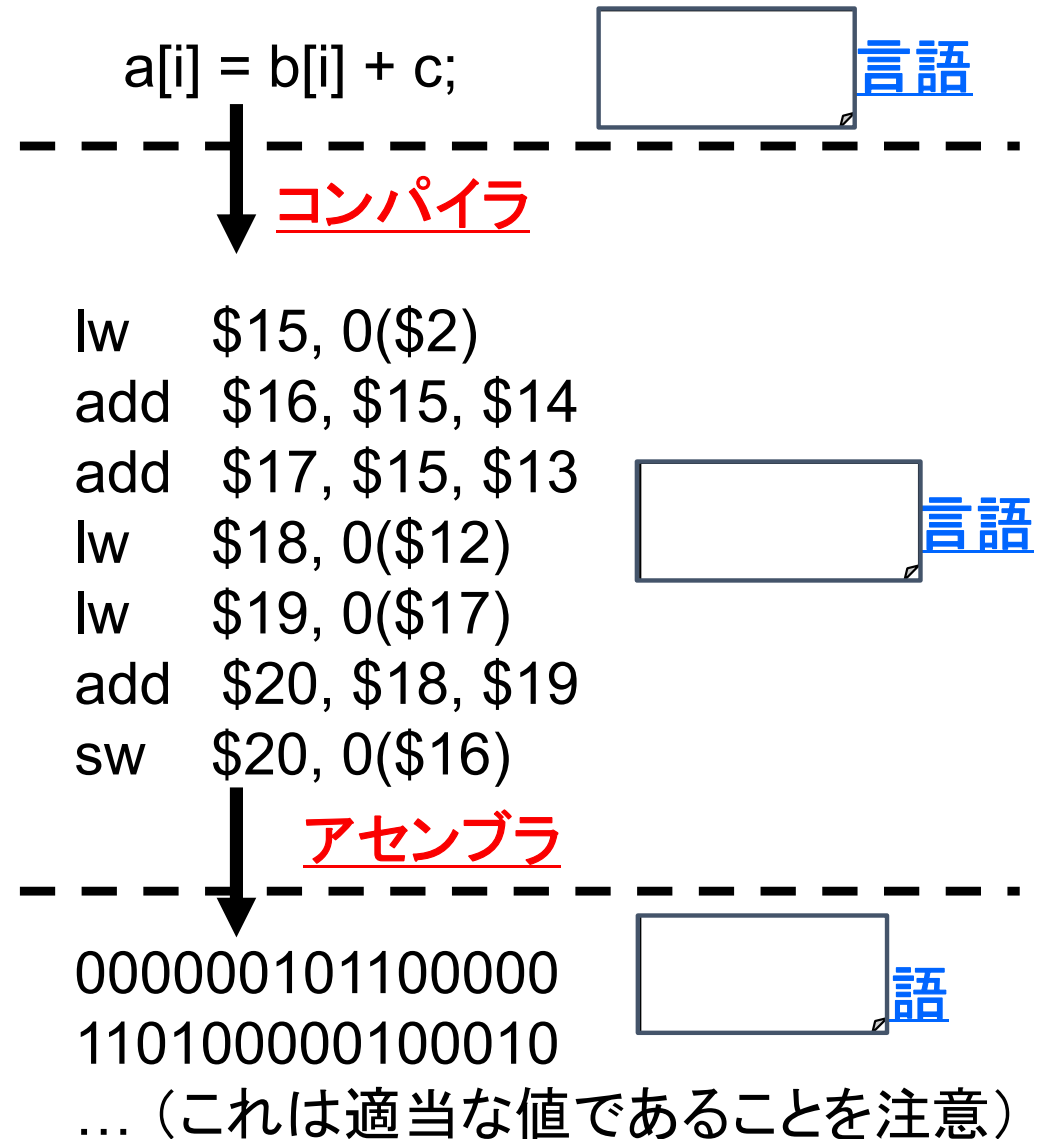 a[i] = b[i] + c;
言語
コンパイラ
lw $15, 0($2)
add $16, $15, $14
add $17, $15, $13
lw $18, 0($12)
言語
lw $19, 0($17)
add $20, $18, $19
sw $20, 0($16)
アセンブラ
000000101100000
語
110100000100010
… (これは適当な値であることを注意)